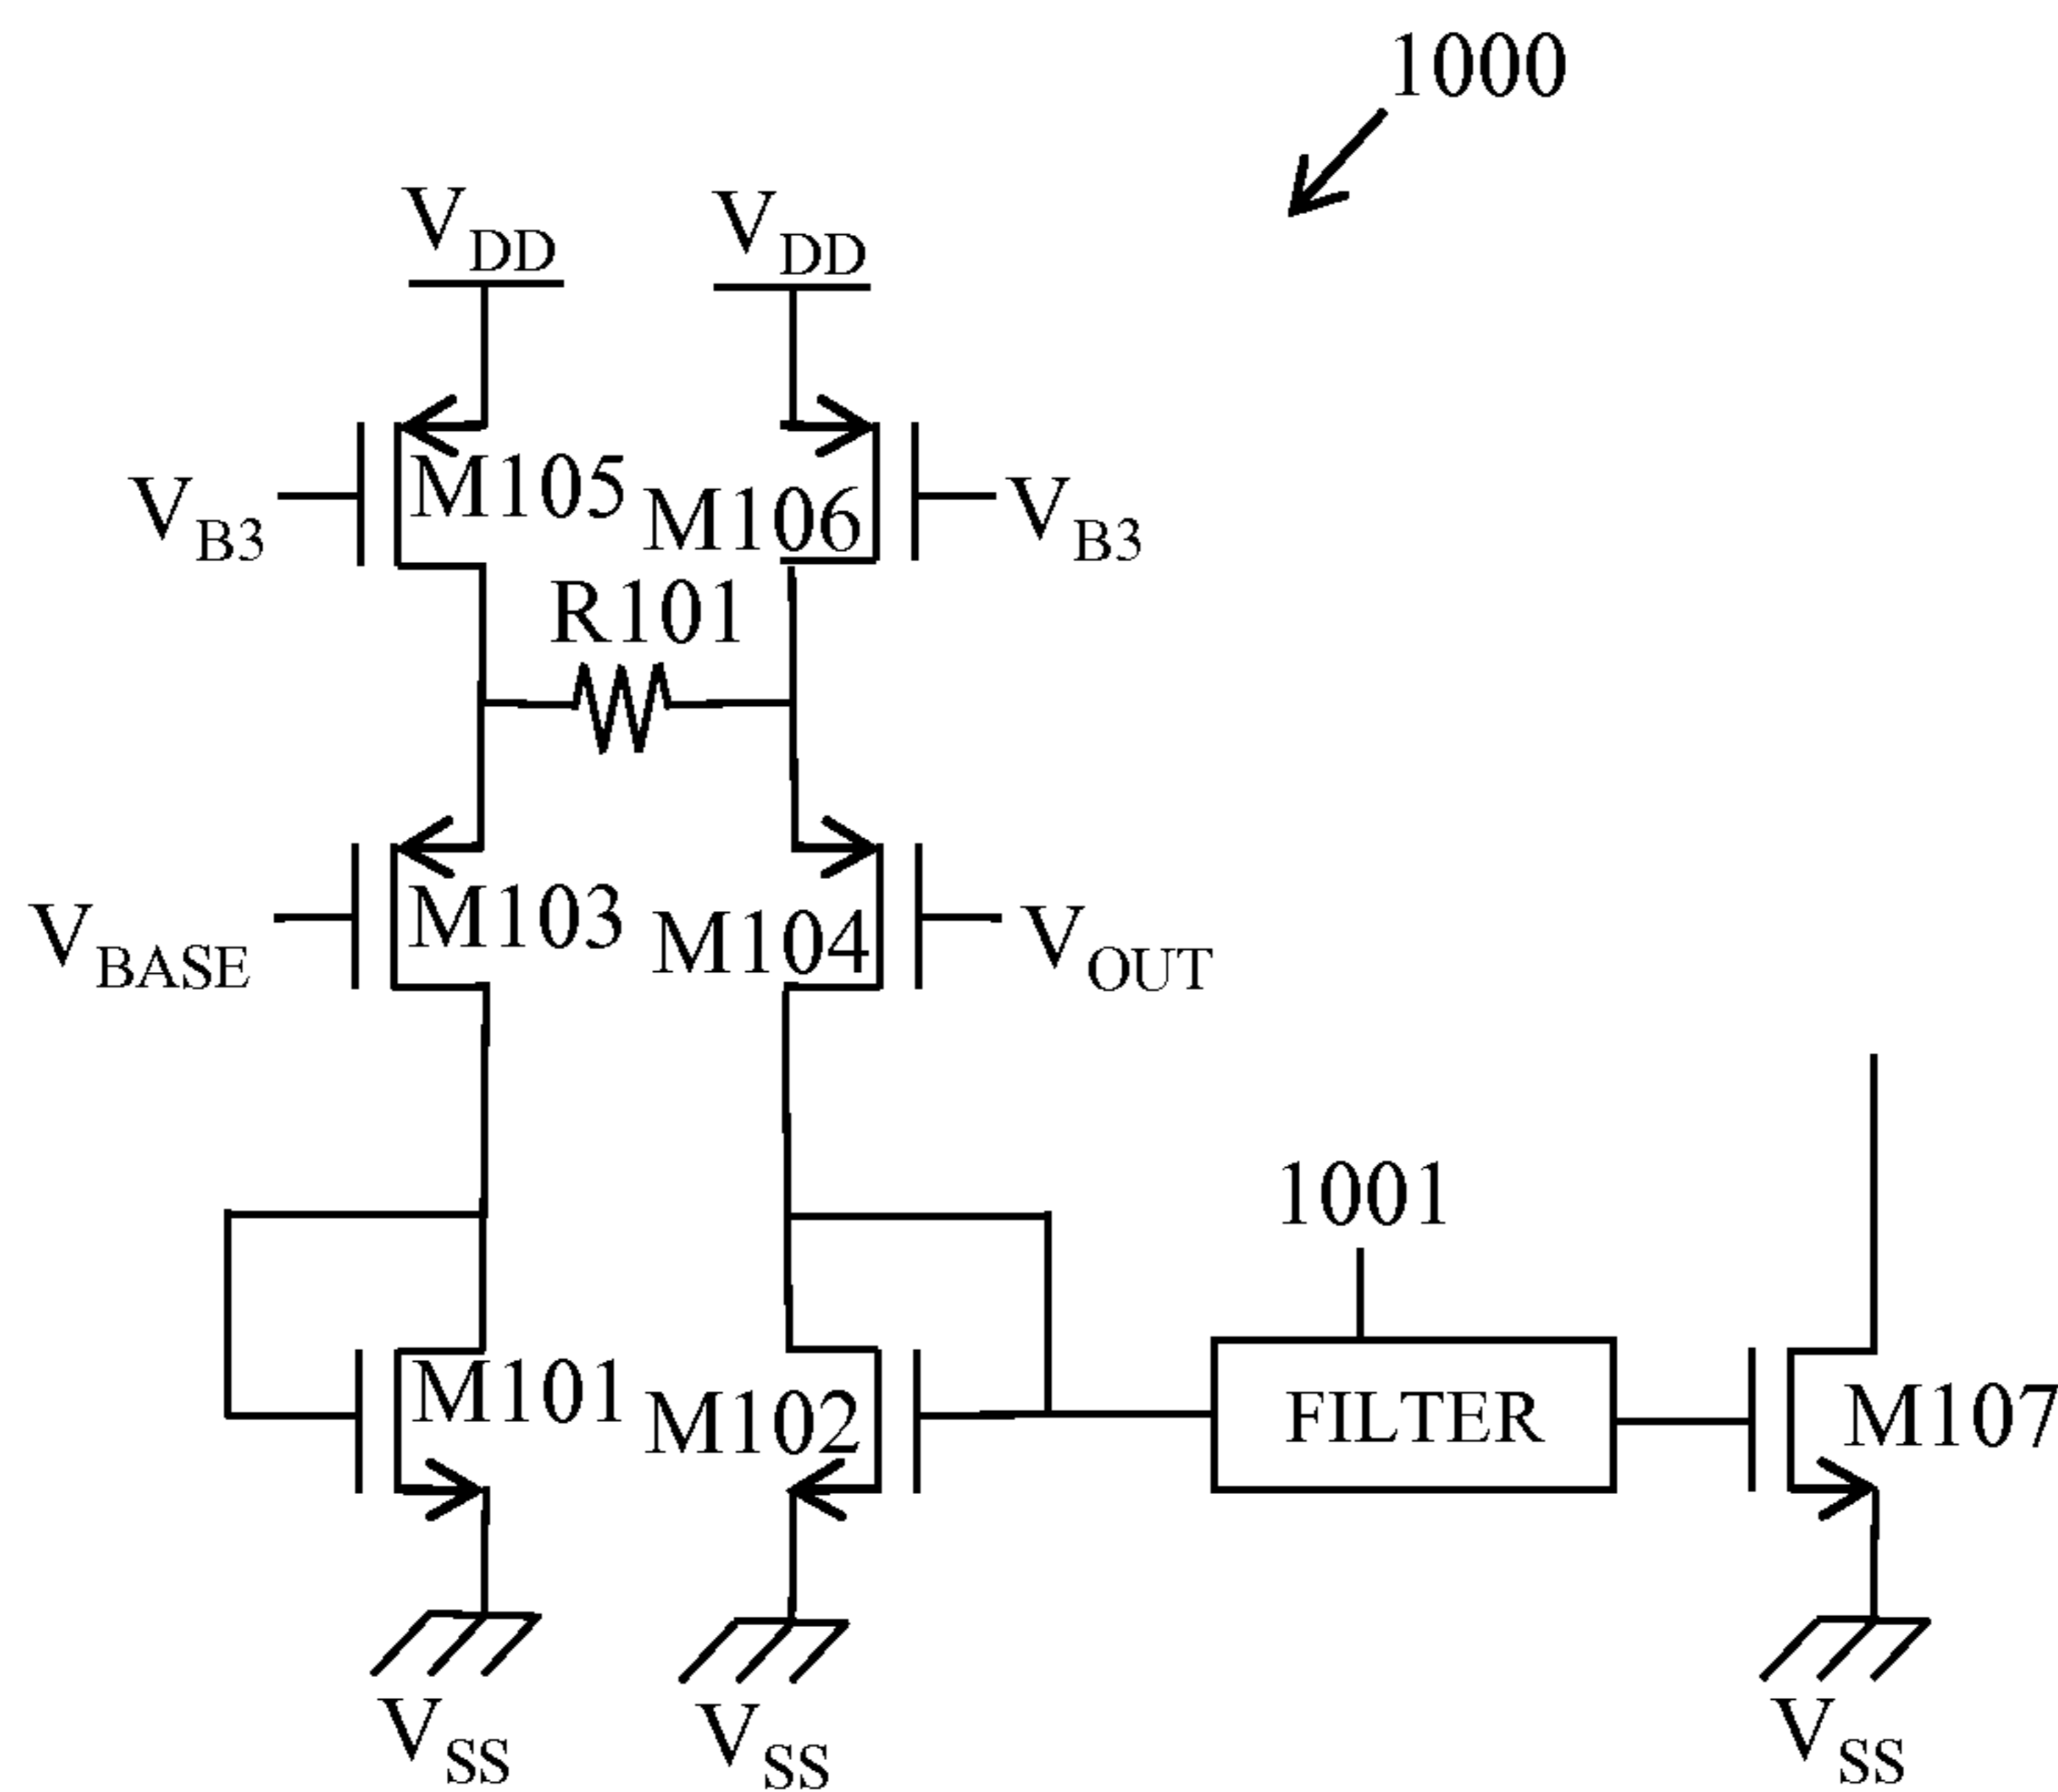 1000
VDD
VDD
M105
M106
VB3
VB3
R101
M103
M104
VBASE
VOUT
1001
M101
M102
FILTER
M107
VSS
VSS
VSS